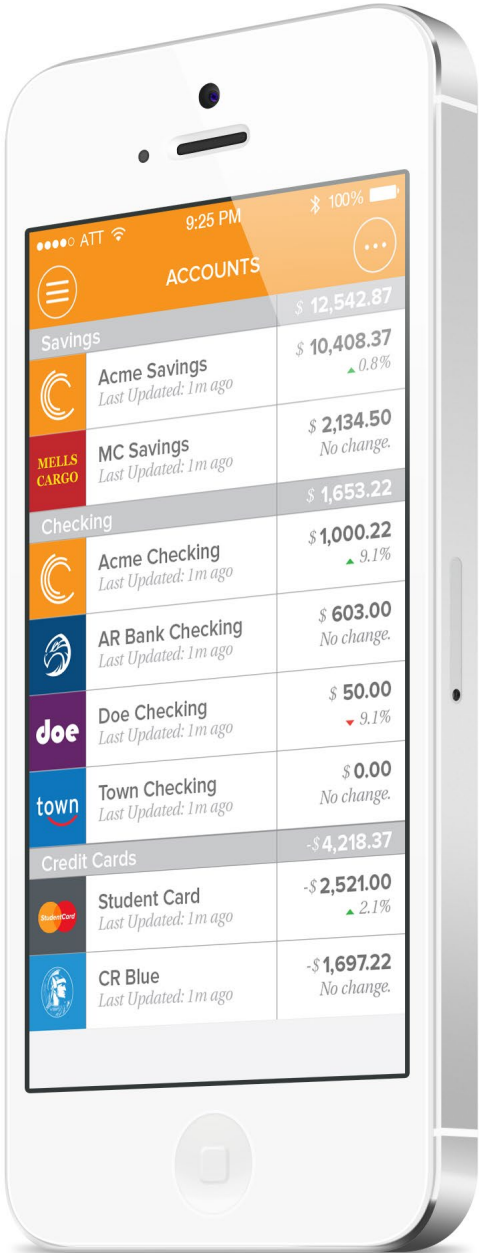 ATT 9:25 PM 100%
ACCOUNTS
Savings $ 12,542.87
Acme Savings $ 10,408.37
Last Updated: 1m ago 0.8%
MELLS CARGO
MC Savings $ 2,134.50
Last Updated: 1m ago No change.
Checking $ 1,653.22
Acme Checking $ 1,000.22
Last Updated: 1m ago 9.1%
AR Bank Checking $ 603.00
Last Updated: 1m ago No change.
doe
Doe Checking $ 50.00
Last Updated: 1m ago 9.1%
town
Town Checking $ 0.00
Last Updated: 1m ago No change.
Credit Cards -$ 4,218.37
StudentCard
Student Card -$ 2,521.00
Last Updated: 1m ago 2.1%
CR Blue -$ 1,697.22
Last Updated: 1m ago No change.